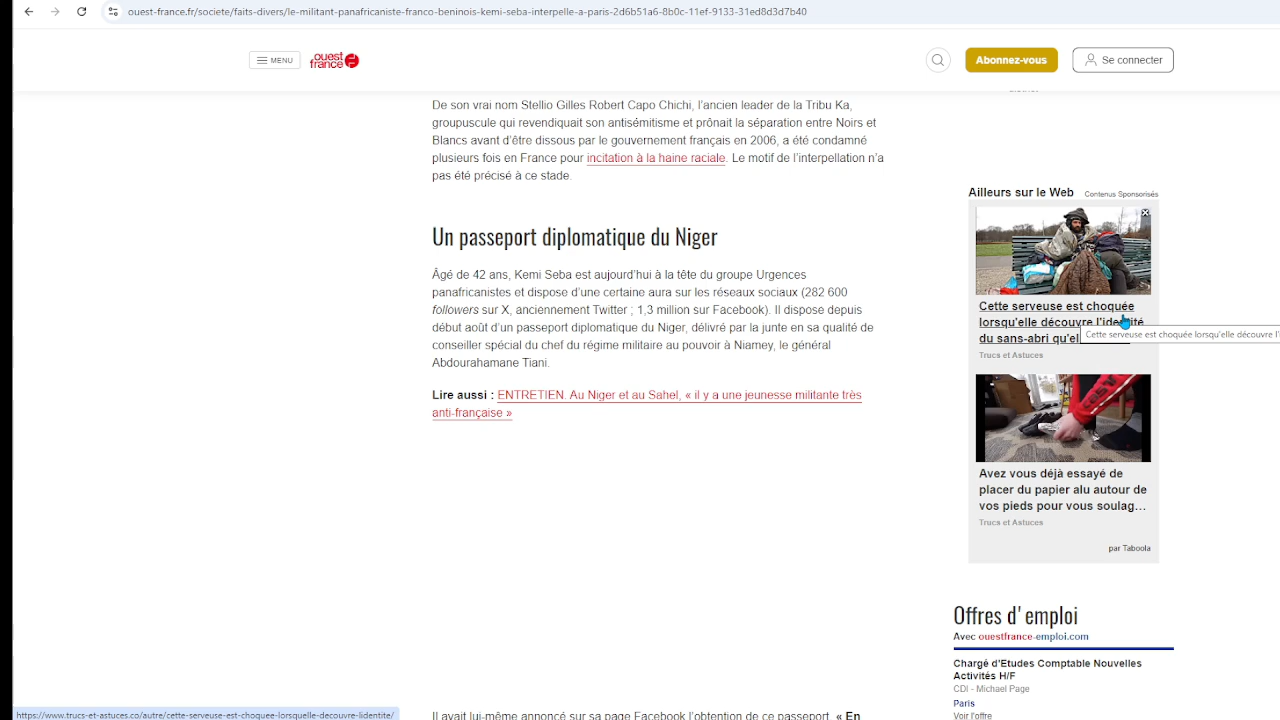 ouest-france.fr/societe/faits-divers/le-militant-panafricaniste-franco-beninois-kemi-seba-interpelle-a-paris-2d6b51a6-8b0c-11ef-9133-31ed8d3d7b40
MENU
ouest
france
Abonnez-vous
Se connecter
De son vrai nom Stellio Gilles Robert Capo Chichi, l’ancien leader de la Tribu Ka,
groupuscule qui revendiquait son antisémitisme et prônait la séparation entre Noirs et
Blancs avant d’être dissous par le gouvernement français en 2006, a été condamné
plusieurs fois en France pour incitation à la haine raciale. Le motif de l’interpellation n’a
pas été précisé à ce stade.
Un passeport diplomatique du Niger
Âgé de 42 ans, Kemi Seba est aujourd’hui à la tête du groupe Urgences
panafricanistes et dispose d’une certaine aura sur les réseaux sociaux (282 600
followers sur X, anciennement Twitter ; 1,3 million sur Facebook). Il dispose depuis
début août d’un passeport diplomatique du Niger, délivré par la junte en sa qualité de
conseiller spécial du chef du régime militaire au pouvoir à Niamey, le général
Abdourahamane Tiani.
Lire aussi : ENTRETIEN. Au Niger et au Sahel, « il y a une jeunesse militante très
anti-française »
Il avait lui-même annoncé sur sa page Facebook l’obtention de ce passeport. « En
Ailleurs sur le Web Contenus Sponsorisés
Cette serveuse est choquée
lorsqu'elle découvre l'identité
du sans-abri qu'el
Cette serveuse est choquée lorsqu'elle découvre l'i
Trucs et Astuces
Avez vous déjà essayé de
placer du papier alu autour de
vos pieds pour vous soulag…
Trucs et Astuces
par Taboola
Offres d'emploi
Avec ouestfrance-emploi.com
Chargé d'Etudes Comptable Nouvelles
Activités H/F
CDI - Michael Page
Paris
Voir l'offre
https://www.trucs-et-astuces.co/autre/cette-serveuse-est-choquee-lorsquelle-decouvre-lidentite/